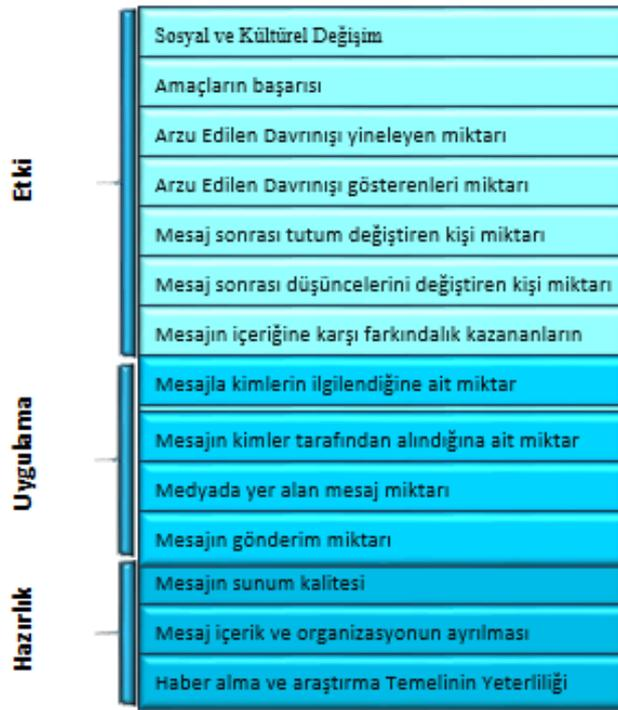 Etki
Sosyal ve Kültürel Değişim
Amaçların başarısı
Arzu Edilen Davrınışı yineleyen miktarı
Arzu Edilen Davrınışı gösterenleri miktarı
Mesaj sonrası tutum değiştiren kişi miktarı
Mesaj sonrası düşüncelerini değiştiren kişi miktarı
Mesajın içeriğine karşı farkındalık kazananların
Uygulama
Mesajla kimlerin ilgilendiğine ait miktar
Mesajın kimler tarafından alındığına ait miktar
Medyada yer alan mesaj miktarı
Mesajın gönderim miktarı
Hazırlık
Mesajın sunum kalitesi
Mesaj içerik ve organizasyonun ayrılması
Haber alma ve araştırma Temelinin Yeterliliği